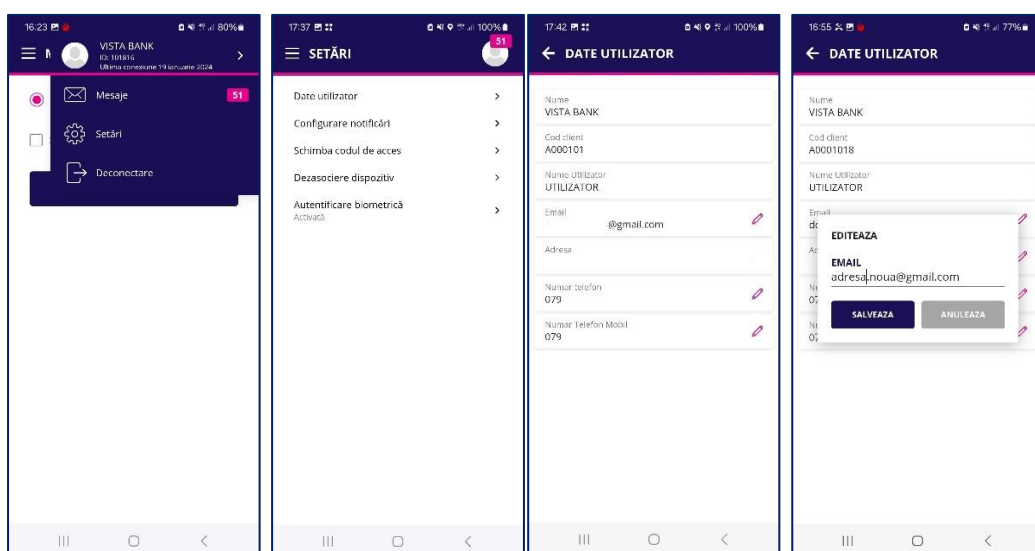 16:23
80%
M
VISTA BANK
ID: 101816
Ultima conexiune 19 ianuarie 2024
Mesaje
51
Setări
Deconectare
17:37
100%
SETĂRI
51
Date utilizator
Configurare notificări
Schimba codul de acces
Dezasociere dispozitiv
Autentificare biometrică
Activată
17:42
100%
DATE UTILIZATOR
Nume
VISTA BANK
Cod client
A000101
Nume Utilizator
UTILIZATOR
Email
@gmail.com
Adresa
Numar telefon
079
Numar Telefon Mobil
079
16:55
77%
DATE UTILIZATOR
Nume
VISTA BANK
Cod client
A0001018
Nume Utilizator
UTILIZATOR
Email
EDITEAZA
EMAIL
adresa.noua@gmail.com
SALVEAZA
ANULEAZA
07